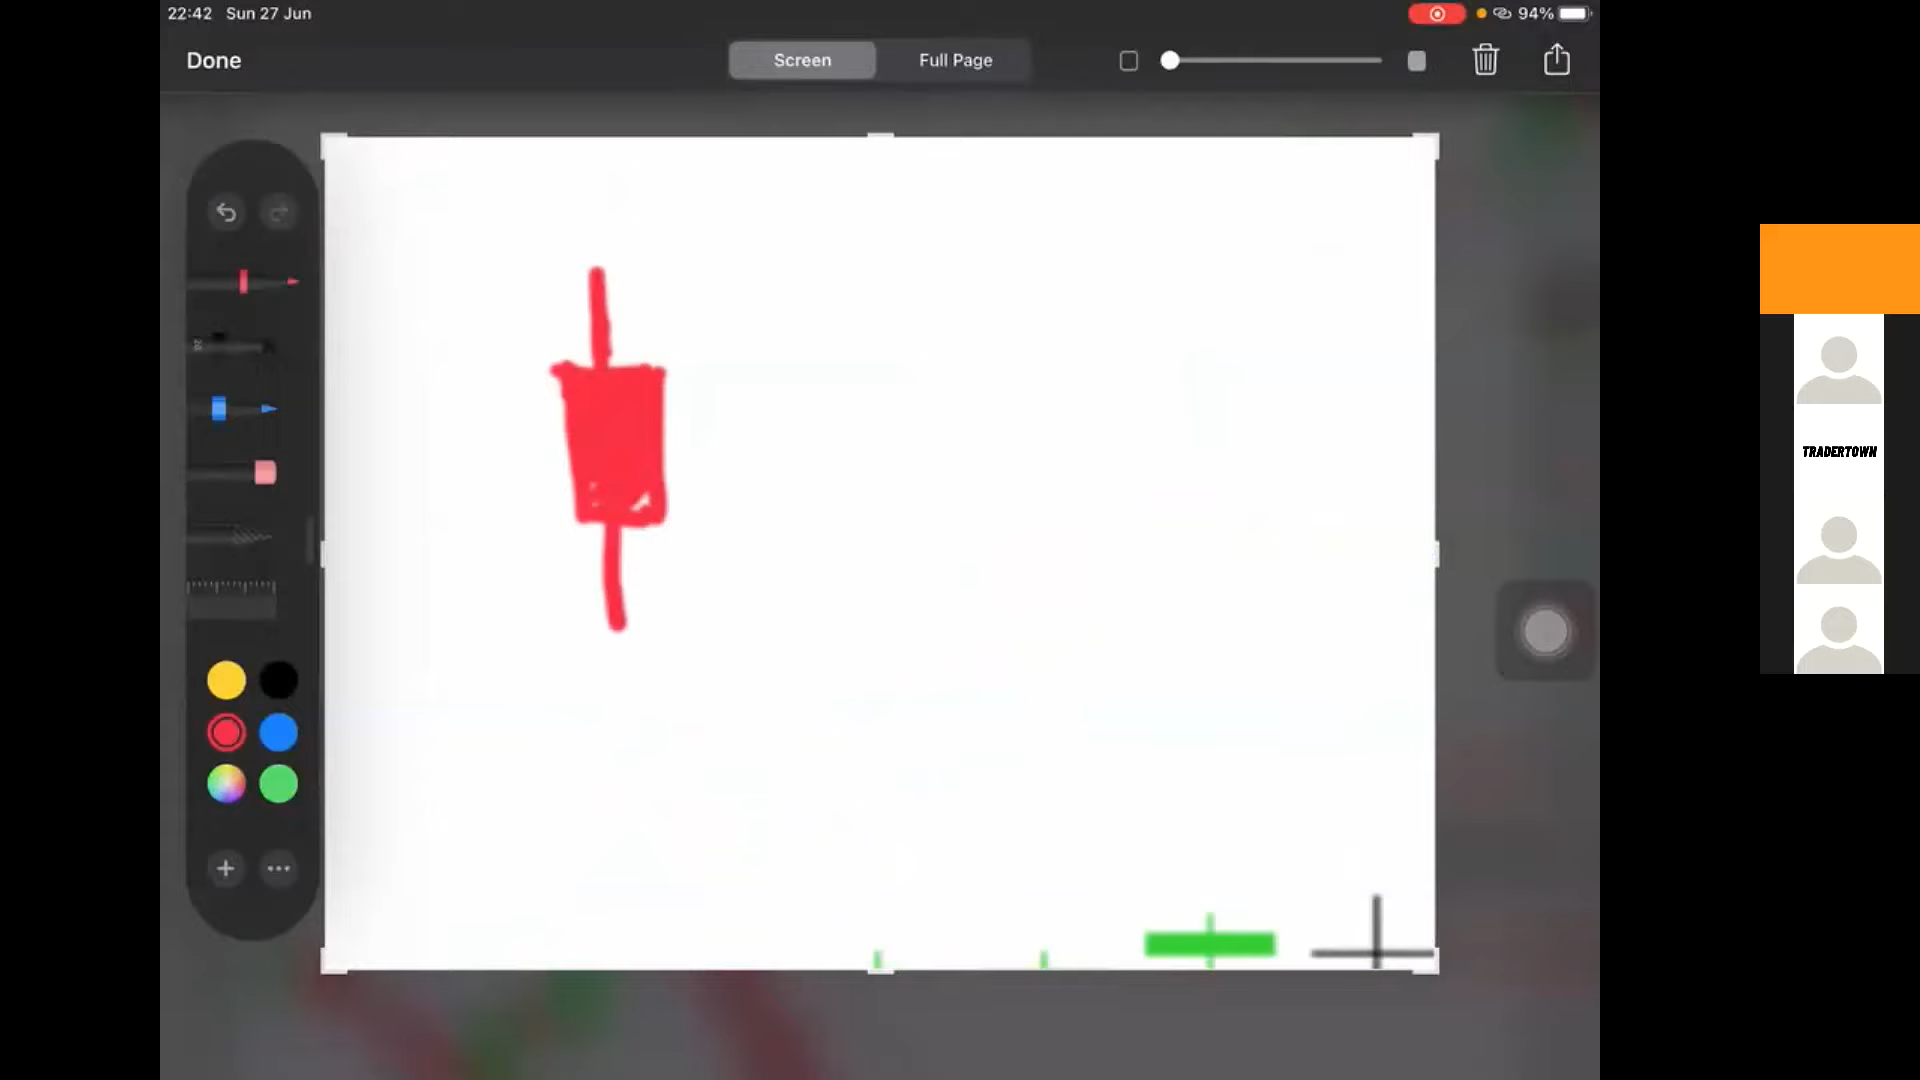 22:42 Sun 27 Jun
94%
Done
Screen
Full Page
TRADERTOWN